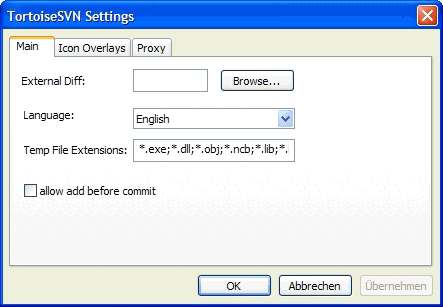 TortoiseSVN Settings
Main Icon Overlays Proxy
External Diff: Browse...
Language: English
Temp File Extensions: *.exe;*.dll;*.obj;*.ncb;*.lib;*.
allow add before commit
OK Abbrechen Übernehmen